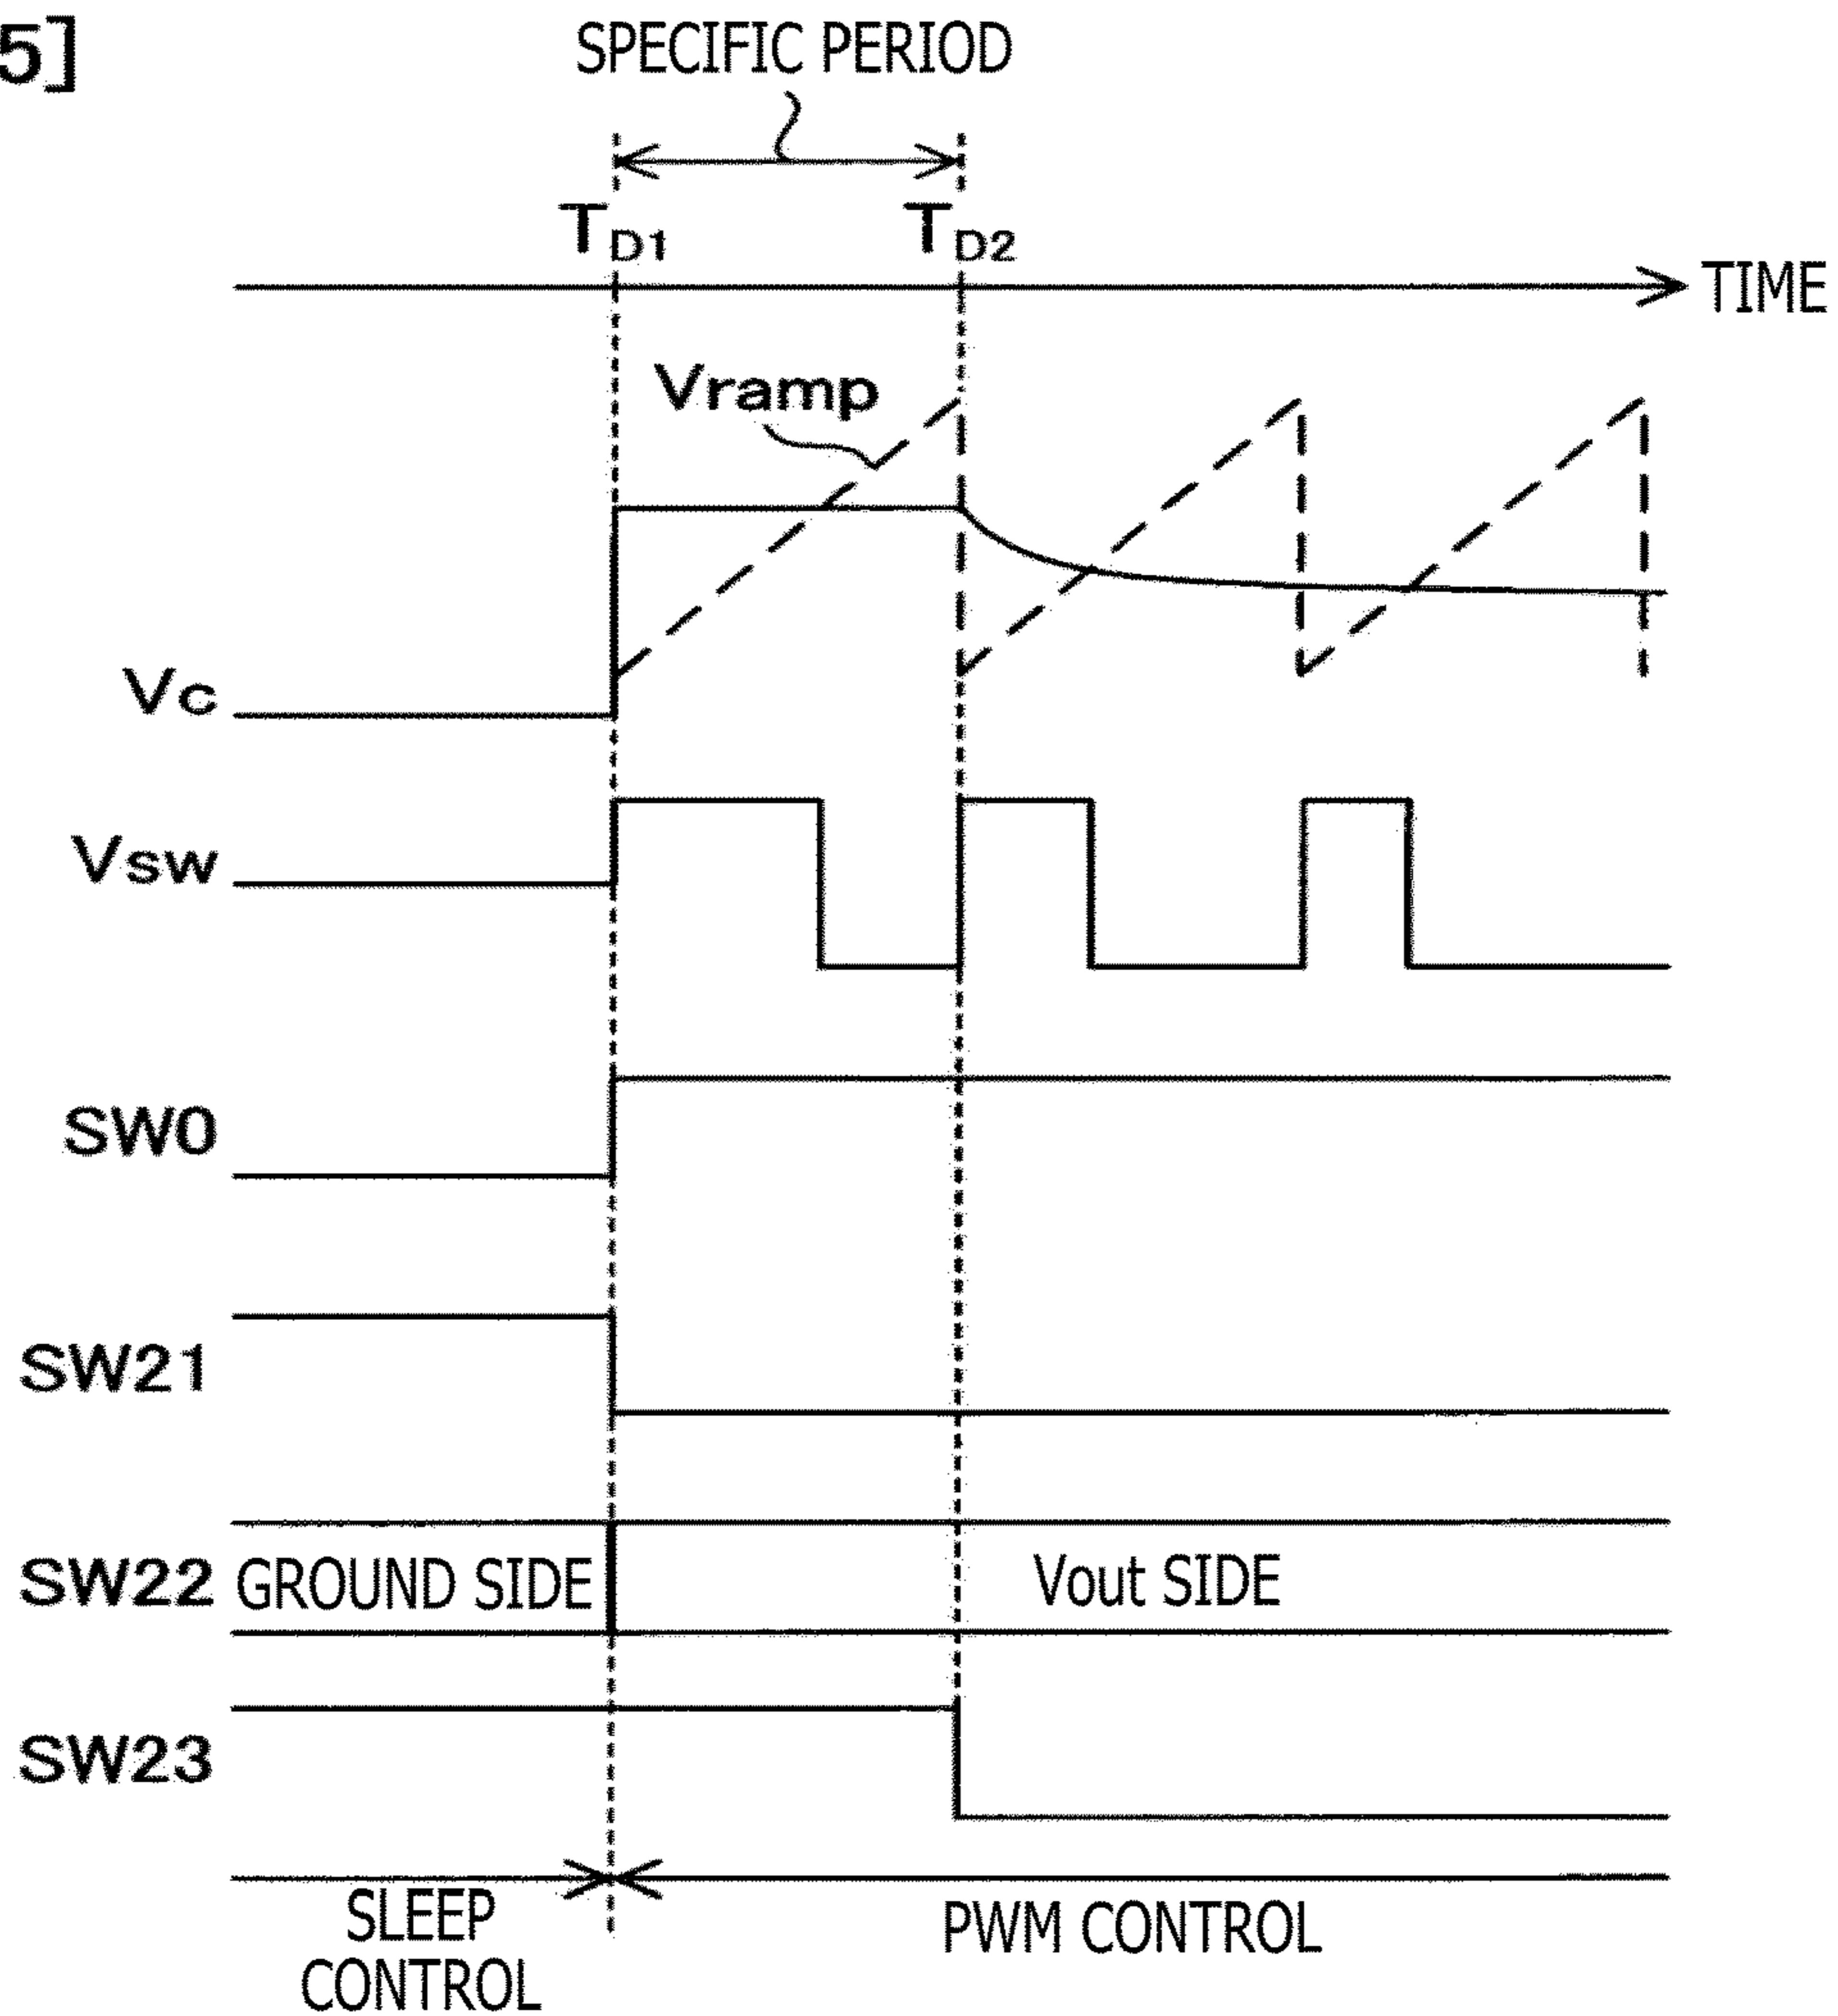 5]
SPECIFIC PERIOD
TD1
TD2
TIME
Vramp
Vc
Vsw
SW0
SW21
SW22
GROUND SIDE
Vout SIDE
SW23
SLEEP
CONTROL
PWM CONTROL